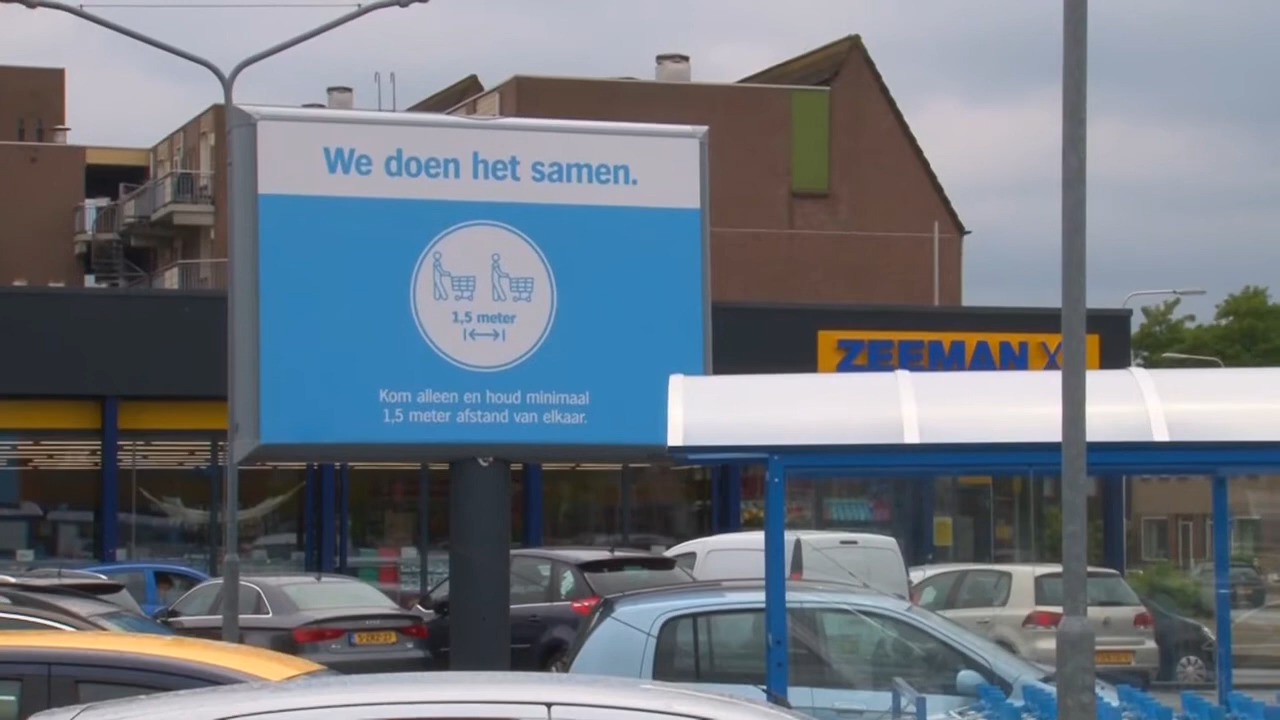 We doen het samen.
1,5 meter
Kom alleen en houd minimaal
1,5 meter afstand van elkaar.
ZEEMAN